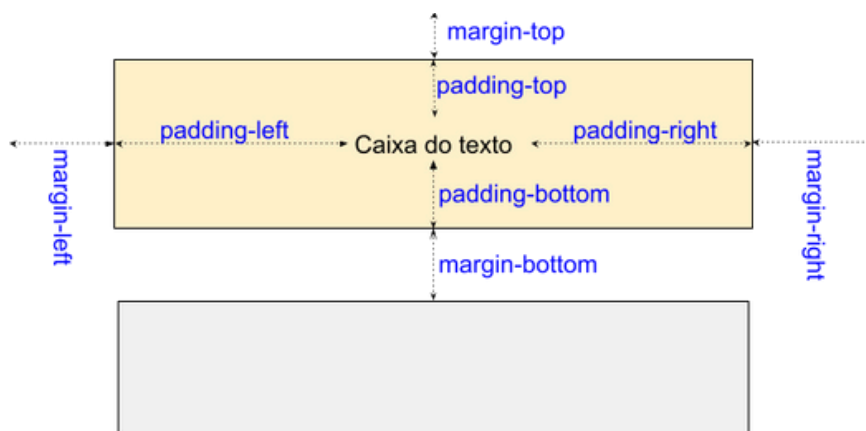 margin-top
padding-top
padding-left
Caixa do texto
padding-right
margin-left
padding-bottom
margin-right
margin-bottom